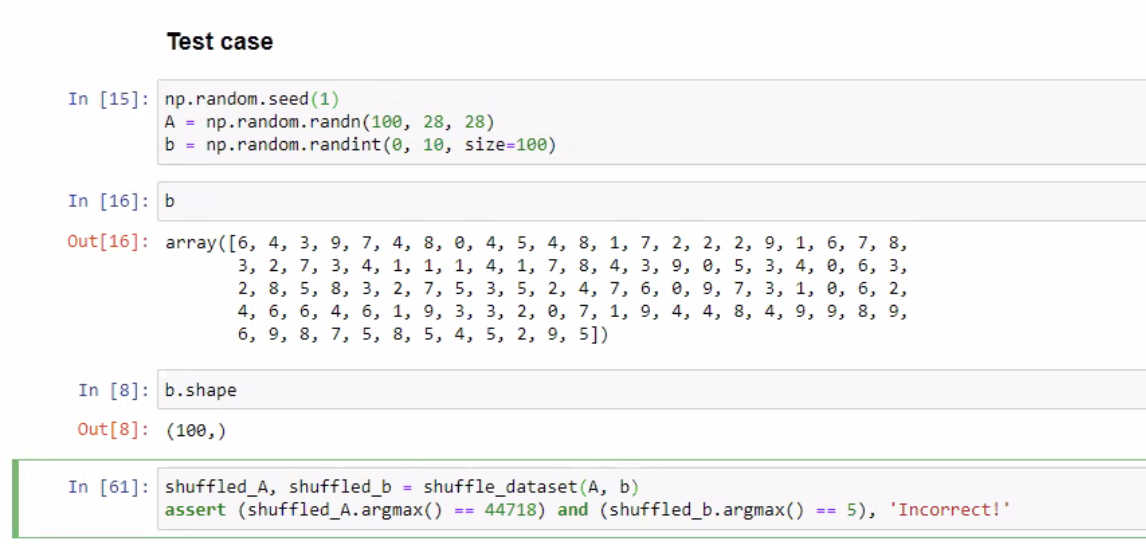 Test case
In [15]: np.random.seed(1)
A = np.random.randn(100, 28, 28)
b = np.random.randint(0, 10, size=100)
In [16]: b
Out[16]: array([6, 4, 3, 9, 7, 4, 8, 0, 4, 5, 4, 8, 1, 7, 2, 2, 2, 9, 1, 6, 7, 8,
3, 2, 7, 3, 4, 1, 1, 1, 4, 1, 7, 8, 4, 3, 9, 0, 5, 3, 4, 0, 6, 3,
2, 8, 5, 8, 3, 2, 7, 5, 3, 5, 2, 4, 7, 6, 0, 9, 7, 3, 1, 0, 6, 2,
4, 6, 6, 4, 6, 1, 9, 3, 3, 2, 0, 7, 1, 9, 4, 4, 8, 4, 9, 9, 8, 9,
6, 9, 8, 7, 5, 8, 5, 4, 5, 2, 9, 5])
In [8]: b.shape
Out[8]: (100,)
In [61]: shuffled_A, shuffled_b = shuffle_dataset(A, b)
assert (shuffled_A.argmax() == 44718) and (shuffled_b.argmax() == 5), 'Incorrect!'